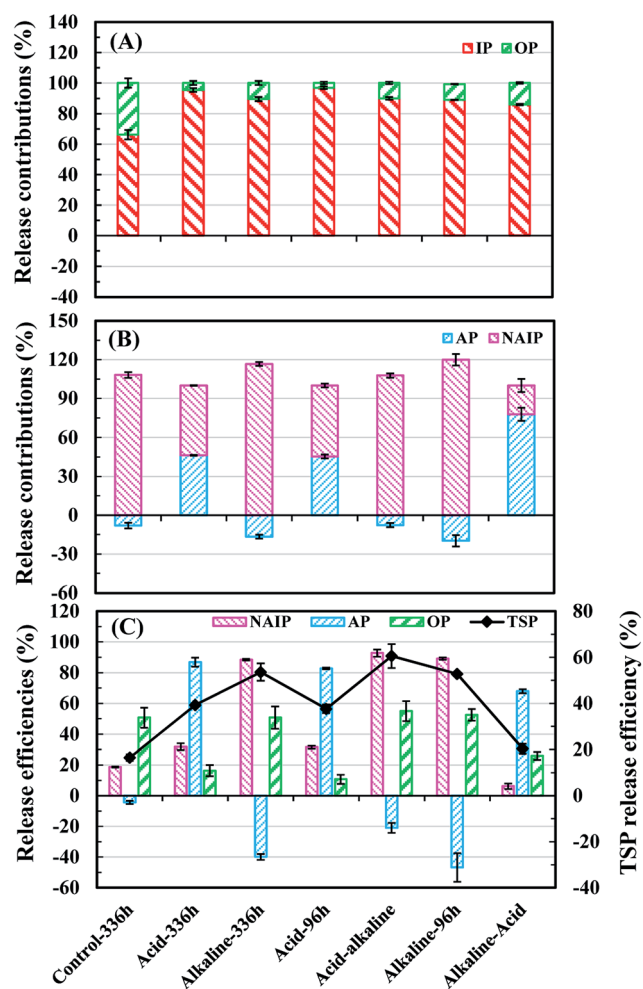 (A)
IP OP
Release contributions (%)
140
120
100
80
60
40
20
0
-20
-40
(B)
AP NAIP
Release contributions (%)
150
120
90
60
30
0
-30
-60
(C)
NAIP AP OP TSP
Release efficiencies (%)
120
100
80
60
40
20
0
-20
-40
-60
TSP release efficiency (%)
80
60
40
20
0
-20
-40
Control-336h
Acid-336h
Alkaline-336h
Acid-96h
Acid-alkaline
Alkaline-96h
Alkaline-Acid